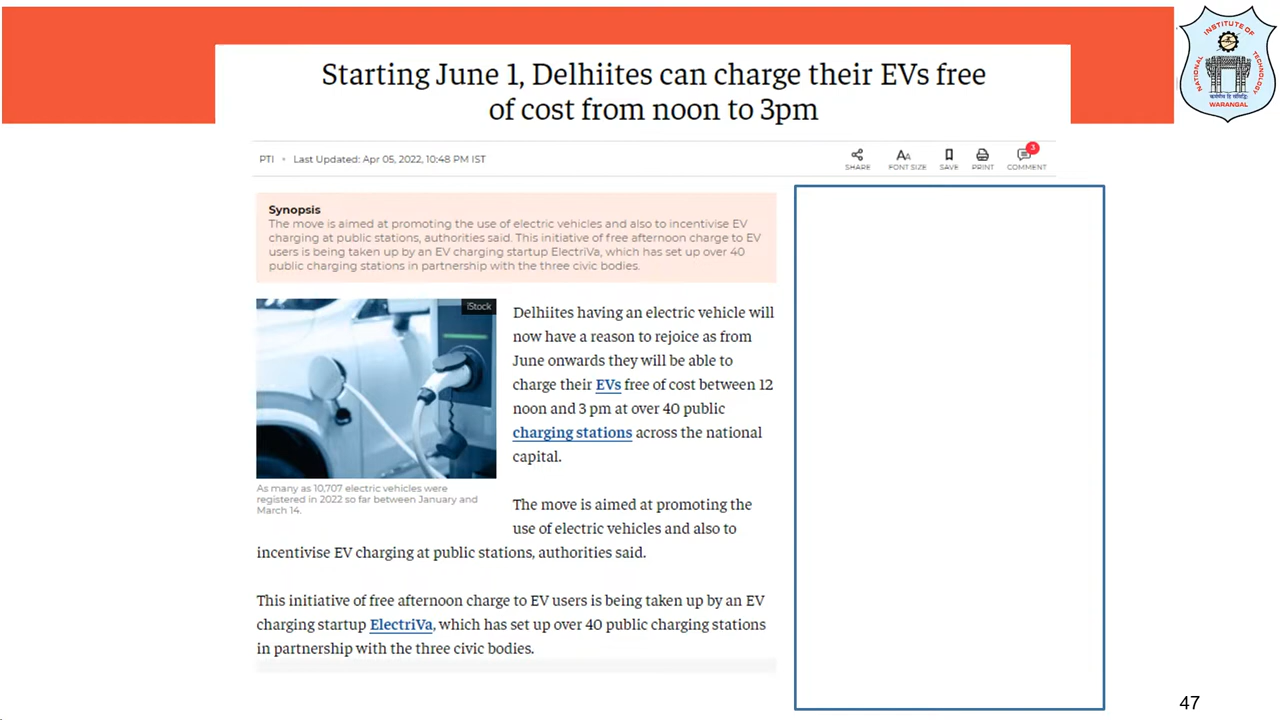 Starting June 1, Delhiites can charge their EVs free
of cost from noon to 3pm
PTI • Last Updated: Apr 05, 2022, 10:48 PM IST
SHARE
AA
FONT SIZE
SAVE
PRINT
3
COMMENT
Synopsis
The move is aimed at promoting the use of electric vehicles and also to incentivise EV
charging at public stations, authorities said. This initiative of free afternoon charge to EV
users is being taken up by an EV charging startup ElectriVa, which has set up over 40
public charging stations in partnership with the three civic bodies.
iStock
As many as 10,707 electric vehicles were
registered in 2022 so far between January and
March 14.
Delhiites having an electric vehicle will
now have a reason to rejoice as from
June onwards they will be able to
charge their EVs free of cost between 12
noon and 3 pm at over 40 public
charging stations across the national
capital.
The move is aimed at promoting the
use of electric vehicles and also to
incentivise EV charging at public stations, authorities said.
This initiative of free afternoon charge to EV users is being taken up by an EV
charging startup ElectriVa, which has set up over 40 public charging stations
in partnership with the three civic bodies.
INSTITUTE OF
NATIONAL
TECHNOLOGY
WARANGAL
47